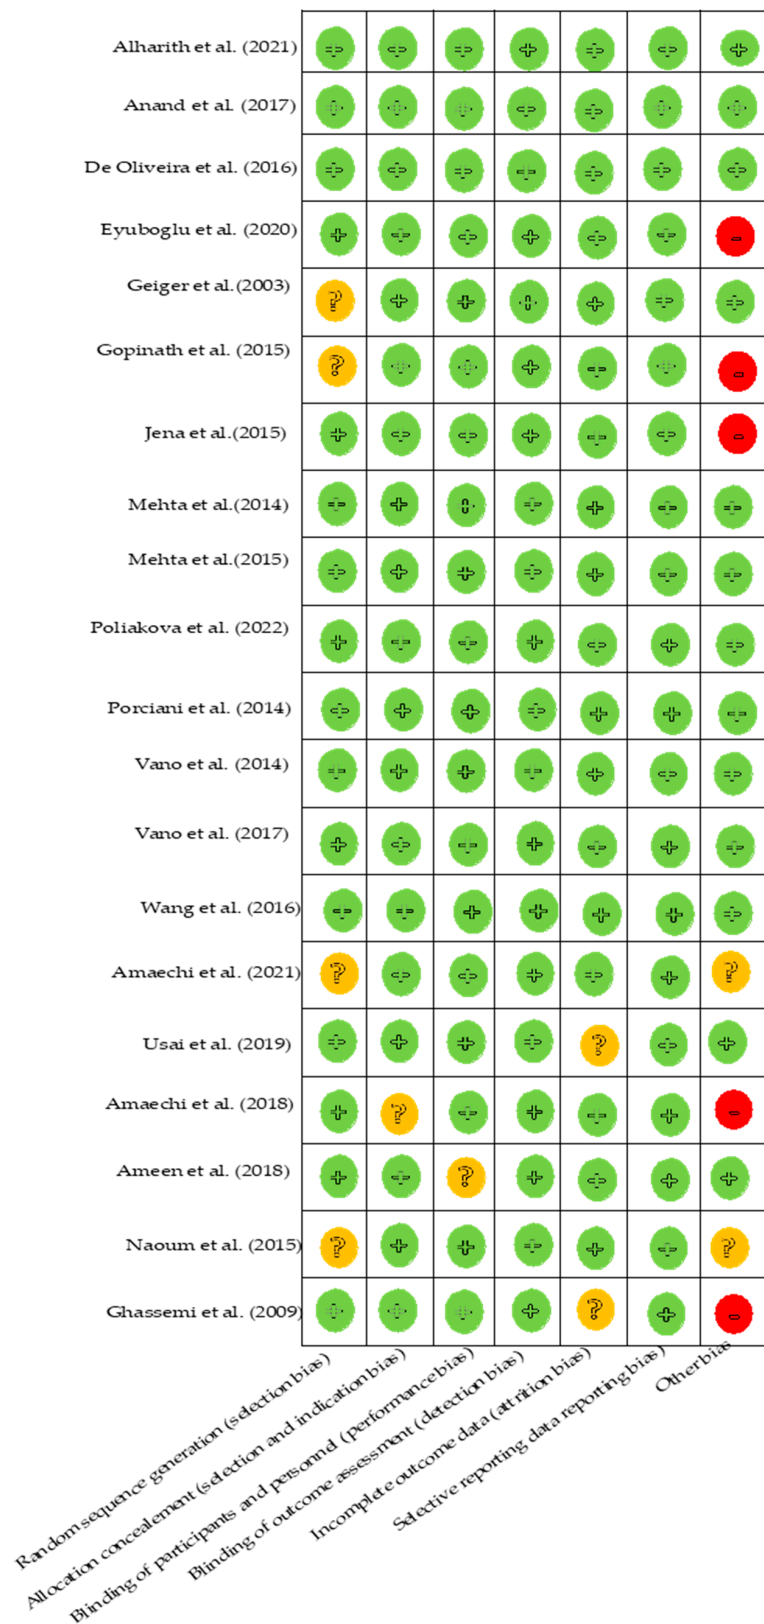 Alharith et al. (2021) + + + + + + +
Anand et al. (2017) + + + + + + +
De Oliveira et al. (2016) + + + + + + +
Eyuboglu et al. (2020) + + + + + + -
Geiger et al.(2003) ? + + + + + +
Gopinath et al. (2015) ? + + + + + -
Jena et al.(2015) + + + + + + -
Mehta et al.(2014) + + + + + + +
Mehta et al.(2015) + + + + + + +
Poliakova et al. (2022) + + + + + + +
Porciani et al. (2014) + + + + + + +
Vano et al. (2014) + + + + + + +
Vano et al. (2017) + + + + + + +
Wang et al. (2016) + + + + + + +
Amaechi et al. (2021) ? + + + + + ?
Usai et al. (2019) + + + + ? + +
Amaechi et al. (2018) + ? + + + + -
Ameen et al. (2018) + + ? + + + +
Naoum et al. (2015) ? + + + + + ?
Ghassemi et al. (2009) + + + + ? + -
Random sequence generation (selection bias)
Allocation concealement (selection and indication bias)
Blinding of participants and personnel (performance bias)
Blinding of outcome assessment (detection bias)
Incomplete outcome data (attrition bias)
Selective reporting data reporting bias)
Other bias